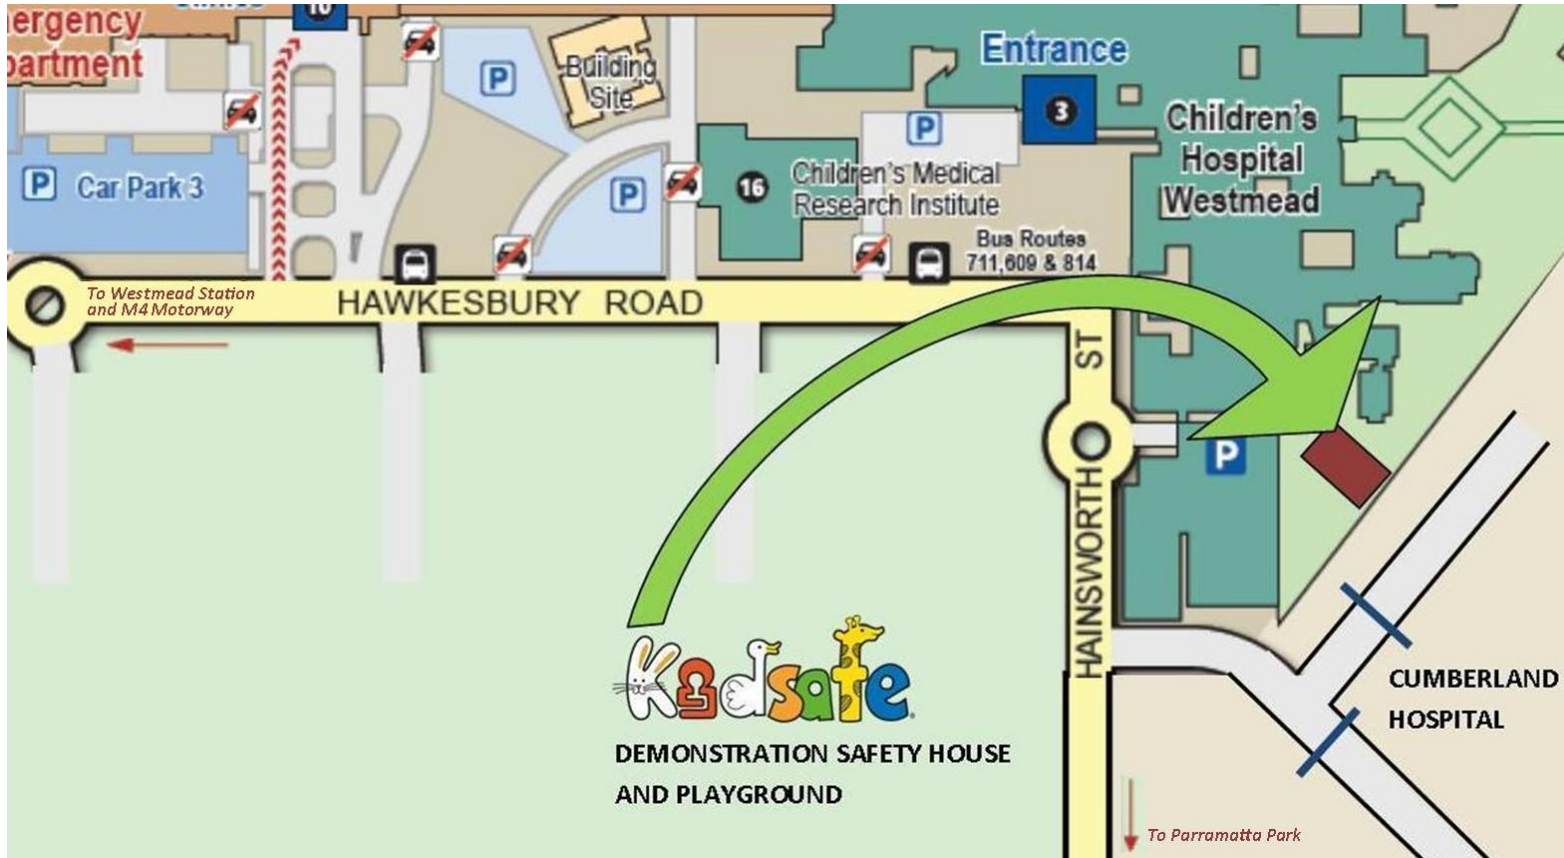 ergency
partment
10
P
Building
Site
Entrance
3
P
Children's
Hospital
Westmead
P
Car Park 3
P
16
Children's Medical
Research Institute
Bus Routes
711,609 & 814
To Westmead Station
and M4 Motorway
HAWKESBURY ROAD
HAINSWORTH ST
P
Kidsafe
DEMONSTRATION SAFETY HOUSE
AND PLAYGROUND
CUMBERLAND
HOSPITAL
To Parramatta Park